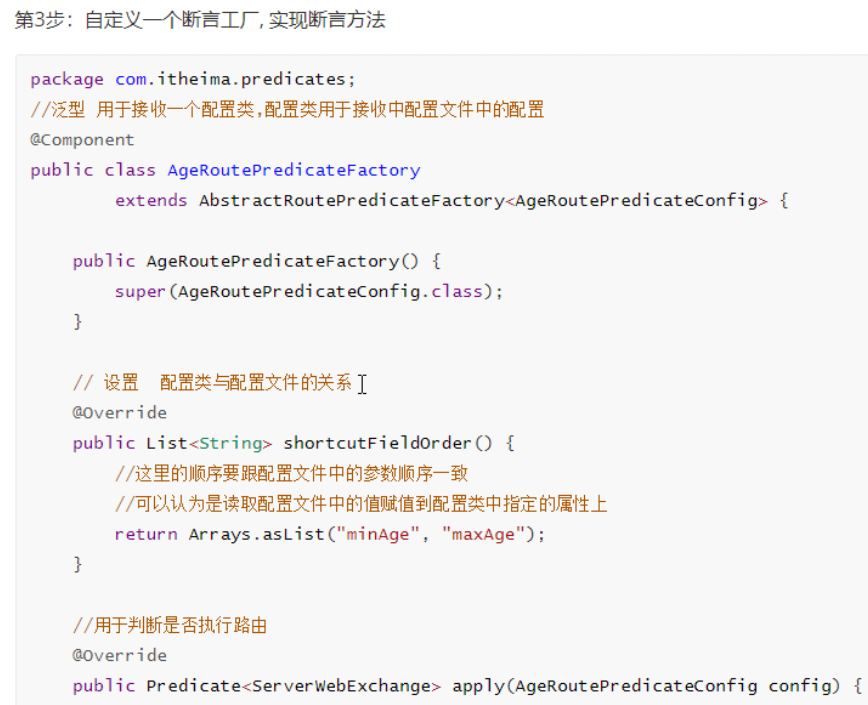 第3步：自定义一个断言工厂, 实现断言方法
package com.itheima.predicates;
//泛型 用于接收一个配置类,配置类用于接收中配置文件中的配置
@Component
public class AgeRoutePredicateFactory
extends AbstractRoutePredicateFactory<AgeRoutePredicateConfig> {
public AgeRoutePredicateFactory() {
super(AgeRoutePredicateConfig.class);
}
// 设置 配置类与配置文件的关系
@Override
public List<String> shortcutFieldOrder() {
//这里的顺序要跟配置文件中的参数顺序一致
//可以认为是读取配置文件中的值赋值到配置类中指定的属性上
return Arrays.asList("minAge", "maxAge");
}
//用于判断是否执行路由
@Override
public Predicate<ServerWebExchange> apply(AgeRoutePredicateConfig config) {